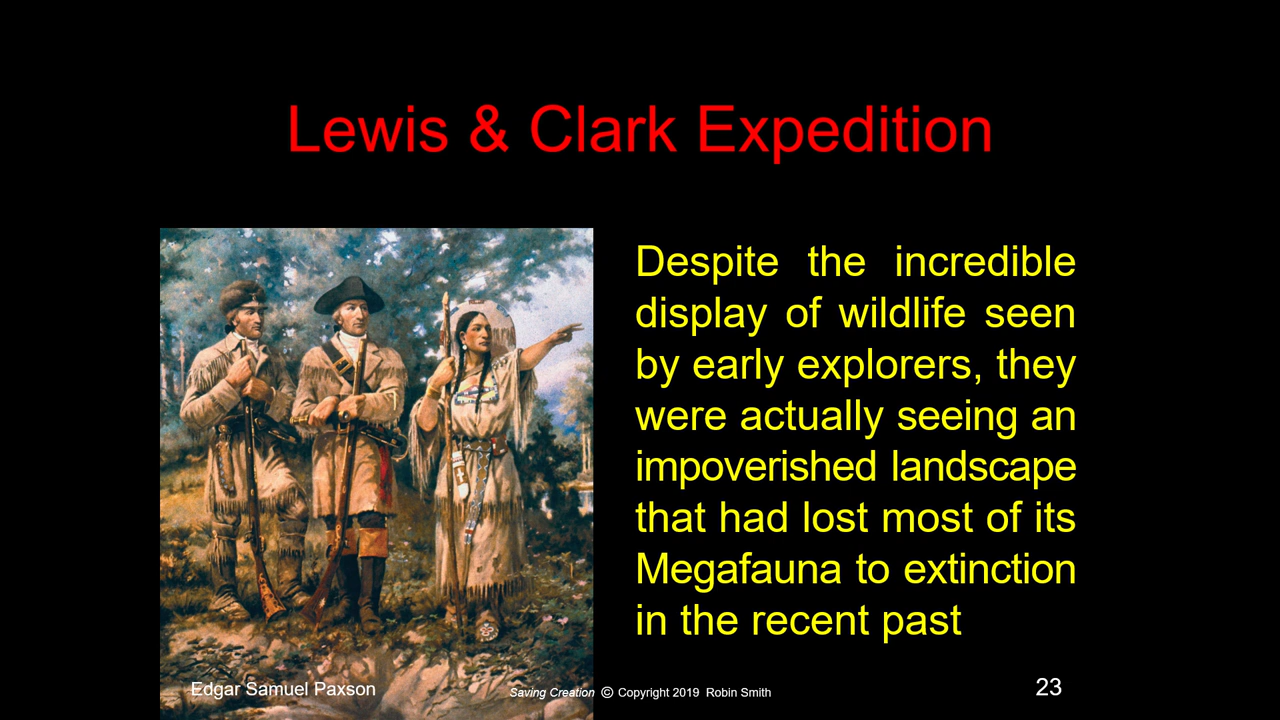 Lewis & Clark Expedition
Despite the incredible
display of wildlife seen
by early explorers, they
were actually seeing an
impoverished landscape
that had lost most of its
Megafauna to extinction
in the recent past
Edgar Samuel Paxson
Saving Creation © Copyright 2019 Robin Smith
23